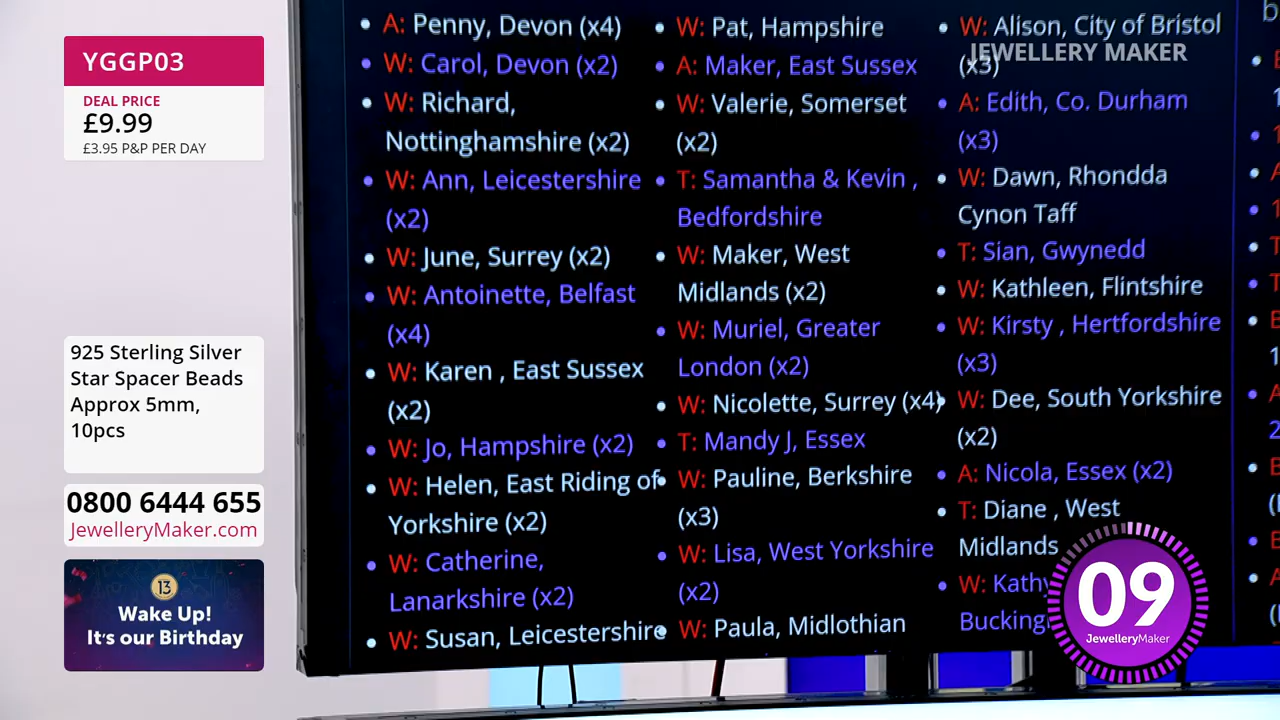 YGGP03
DEAL PRICE
£9.99
£3.95 P&P PER DAY
925 Sterling Silver
Star Spacer Beads
Approx 5mm,
10pcs
0800 6444 655
JewelleryMaker.com
13
Wake Up!
It's our Birthday
A: Penny, Devon (x4)
W: Carol, Devon (x2)
W: Richard,
Nottinghamshire (x2)
W: Ann, Leicestershire
(x2)
W: June, Surrey (x2)
W: Antoinette, Belfast
(x4)
W: Karen , East Sussex
(x2)
W: Jo, Hampshire (x2)
W: Helen, East Riding of
Yorkshire (x2)
W: Catherine,
Lanarkshire (x2)
W: Susan, Leicestershire
W: Pat, Hampshire
A: Maker, East Sussex
W: Valerie, Somerset
(x2)
T: Samantha & Kevin ,
Bedfordshire
W: Maker, West
Midlands (x2)
W: Muriel, Greater
London (x2)
W: Nicolette, Surrey (x4)
T: Mandy J, Essex
W: Pauline, Berkshire
(x3)
W: Lisa, West Yorkshire
(x2)
W: Paula, Midlothian
W: Alison, City of Bristol
(x3)
JEWELLERY MAKER
A: Edith, Co. Durham
(x3)
W: Dawn, Rhondda
Cynon Taff
T: Sian, Gwynedd
W: Kathleen, Flintshire
W: Kirsty , Hertfordshire
(x3)
W: Dee, South Yorkshire
(x2)
A: Nicola, Essex (x2)
T: Diane , West
Midlands
W: Kathy
Bucking
09
JewelleryMaker